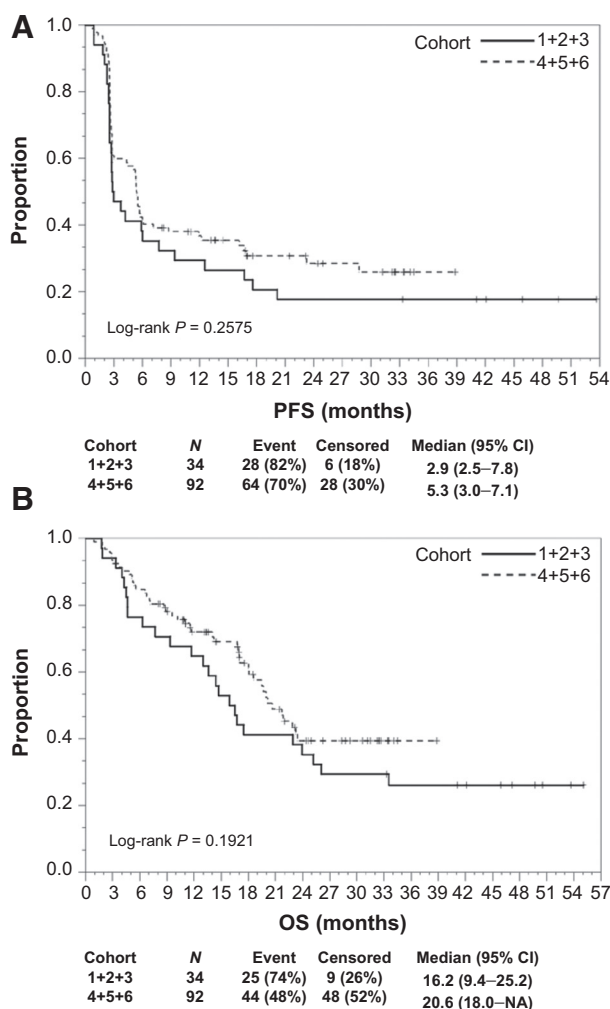 A
1.0
0.8
0.6
0.4
0.2
0.0
Proportion
Cohort 1+2+3
4+5+6
Log-rank P = 0.2575
0 3 6 9 12 15 18 21 24 27 30 33 36 39 42 45 48 51 54
PFS (months)
Cohort N Event Censored Median (95% CI)
1+2+3 34 28 (82%) 6 (18%) 2.9 (2.5–7.8)
4+5+6 92 64 (70%) 28 (30%) 5.3 (3.0–7.1)
B
1.0
0.8
0.6
0.4
0.2
0.0
Proportion
Cohort 1+2+3
4+5+6
Log-rank P = 0.1921
0 3 6 9 12 15 18 21 24 27 30 33 36 39 42 45 48 51 54 57
OS (months)
Cohort N Event Censored Median (95% CI)
1+2+3 34 25 (74%) 9 (26%) 16.2 (9.4–25.2)
4+5+6 92 44 (48%) 48 (52%) 20.6 (18.0–NA)